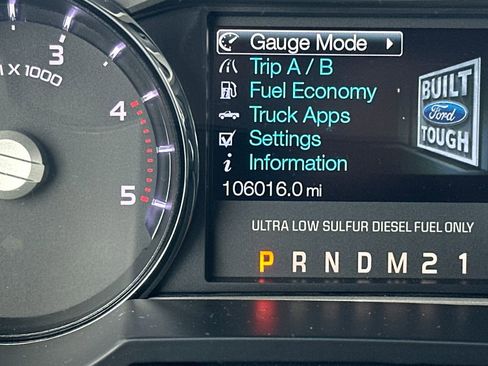 3
M X 1000
4
5
Gauge Mode
Trip A / B
Fuel Economy
Truck Apps
Settings
Information
106016.0 mi
BUILT
Ford
TOUGH
ULTRA LOW SULFUR DIESEL FUEL ONLY
P R N D M 2 1